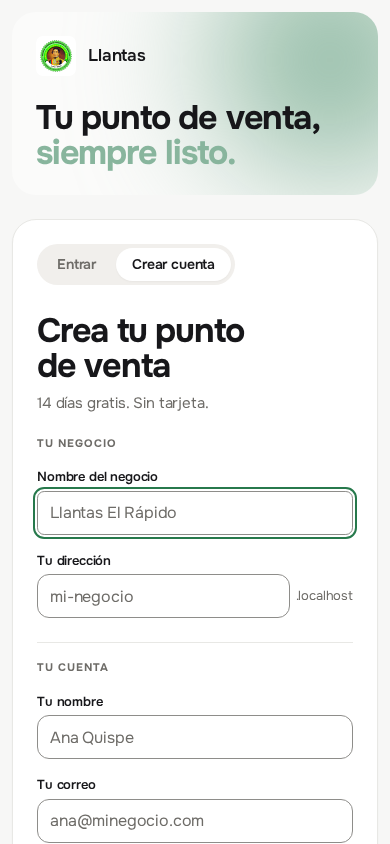 Llantas
Tu punto de venta,
siempre listo.
Entrar
Crear cuenta
Crea tu punto
de venta
14 días gratis. Sin tarjeta.
TU NEGOCIO
Nombre del negocio
Llantas El Rápido
Tu dirección
mi-negocio
.localhost
TU CUENTA
Tu nombre
Ana Quispe
Tu correo
ana@minegocio.com